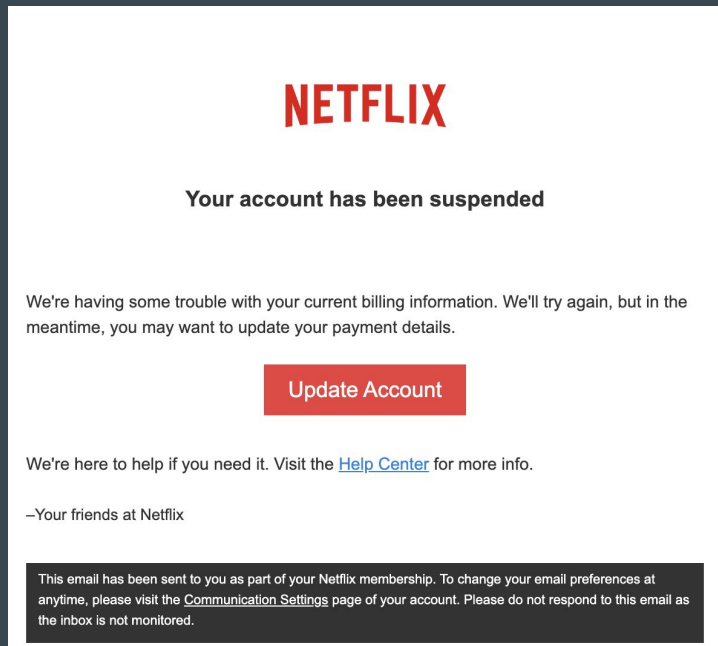 NETFLIX
Your account has been suspended
We're having some trouble with your current billing information. We'll try again, but in the
meantime, you may want to update your payment details.
Update Account
We're here to help if you need it. Visit the Help Center for more info.
–Your friends at Netflix
This email has been sent to you as part of your Netflix membership. To change your email preferences at
anytime, please visit the Communication Settings page of your account. Please do not respond to this email as
the inbox is not monitored.